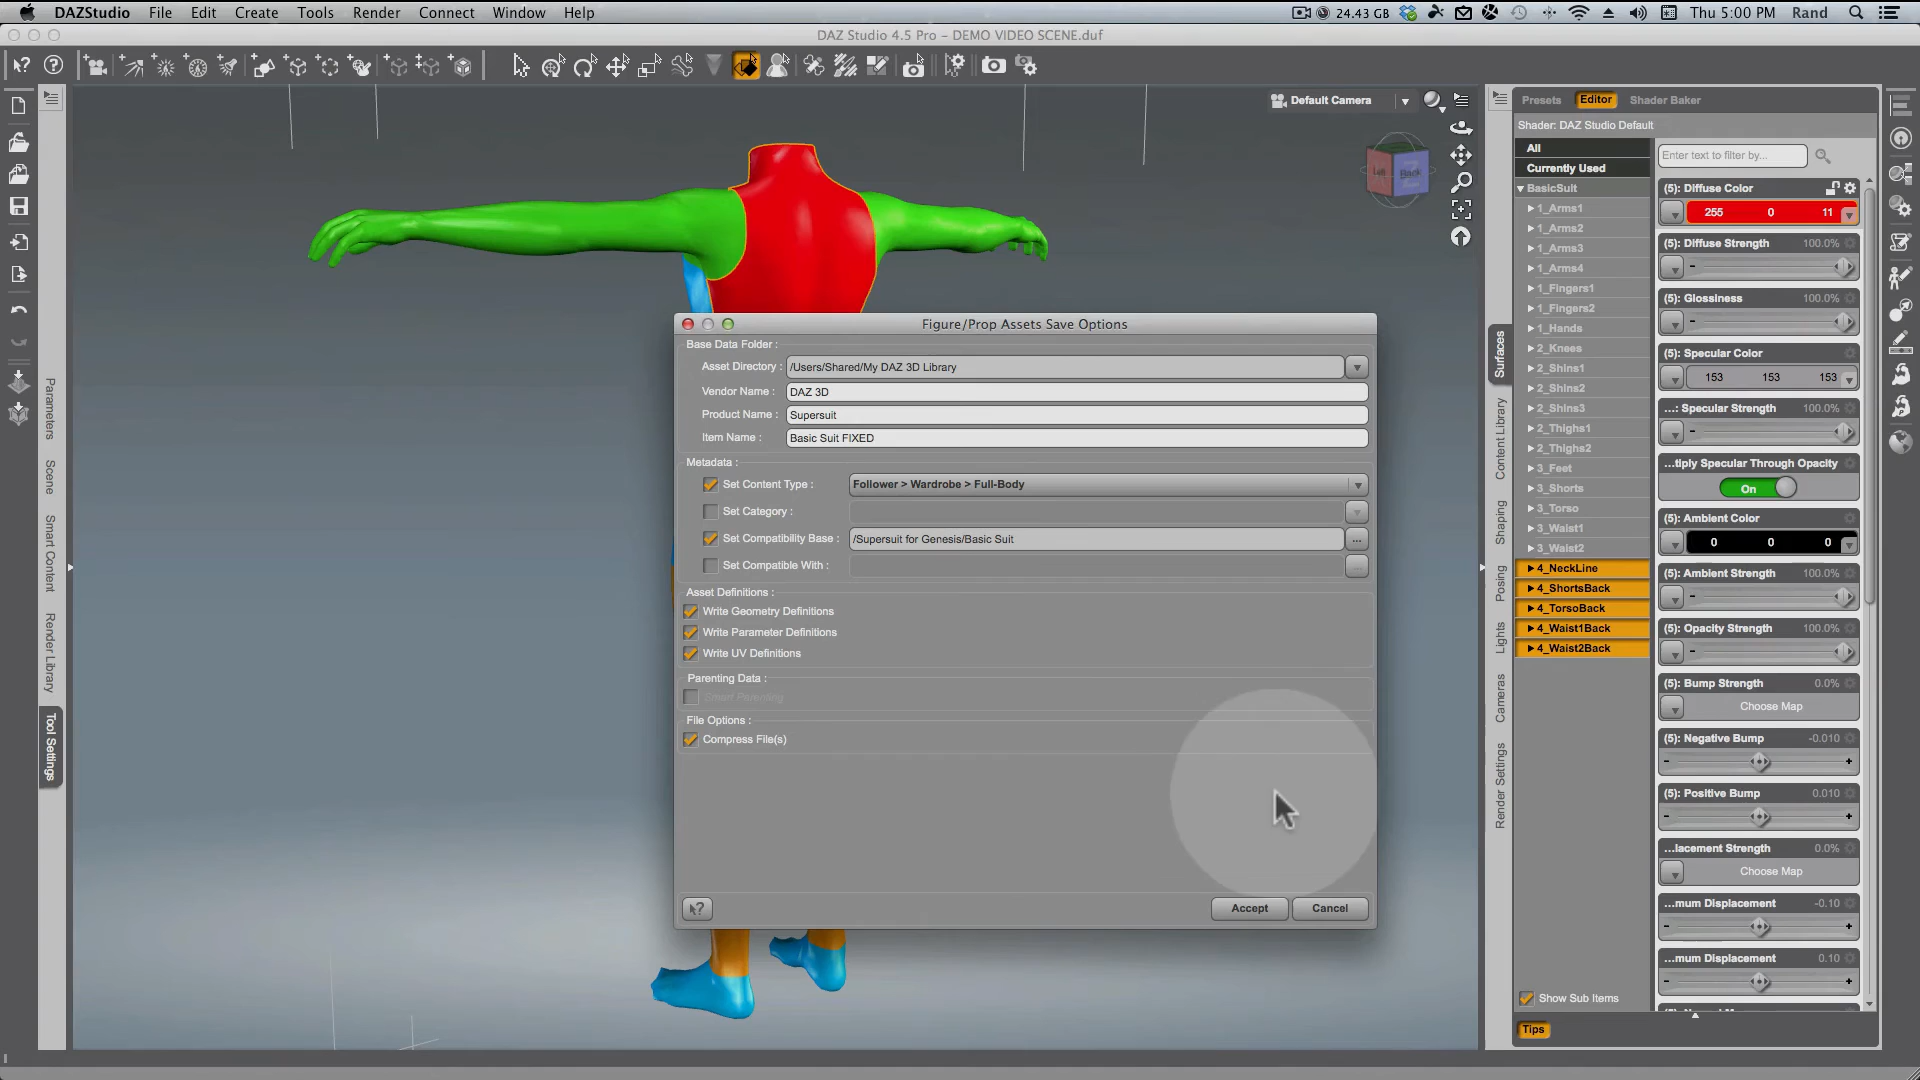 DAZStudio File Edit Create Tools Render Connect Window Help
24.43 GB Thu 5:00 PM Rand
DAZ Studio 4.5 Pro – DEMO VIDEO SCENE.duf
Default Camera
Left Back
Figure/Prop Assets Save Options
Base Data Folder :
Asset Directory : /Users/Shared/My DAZ 3D Library
Vendor Name : DAZ 3D
Product Name : Supersuit
Item Name : Basic Suit FIXED
Metadata :
Set Content Type : Follower > Wardrobe > Full-Body
Set Category :
Set Compatibility Base : /Supersuit for Genesis/Basic Suit
Set Compatible With :
Asset Definitions :
Write Geometry Definitions
Write Parameter Definitions
Write UV Definitions
Parenting Data :
Smart Parenting
File Options :
Compress File(s)
Accept Cancel
Parameters
Scene
Smart Content
Render Library
Tool Settings
Surfaces
Content Library
Shaping
Posing
Lights
Cameras
Render Settings
Presets Editor Shader Baker
Shader: DAZ Studio Default
All
Currently Used
BasicSuit
1_Arms1
1_Arms2
1_Arms3
1_Arms4
1_Fingers1
1_Fingers2
1_Hands
2_Knees
2_Shins1
2_Shins2
2_Shins3
2_Thighs1
2_Thighs2
3_Feet
3_Shorts
3_Torso
3_Waist1
3_Waist2
4_NeckLine
4_ShortsBack
4_TorsoBack
4_Waist1Back
4_Waist2Back
Show Sub Items
Tips
Enter text to filter by...
(5): Diffuse Color
255 0 11
(5): Diffuse Strength 100.0%
(5): Glossiness 100.0%
(5): Specular Color
153 153 153
...: Specular Strength 100.0%
...tiply Specular Through Opacity
On
(5): Ambient Color
0 0 0
(5): Ambient Strength 100.0%
(5): Opacity Strength 100.0%
(5): Bump Strength 0.0%
Choose Map
(5): Negative Bump -0.010
(5): Positive Bump 0.010
...lacement Strength 0.0%
Choose Map
...mum Displacement -0.10
...mum Displacement 0.10